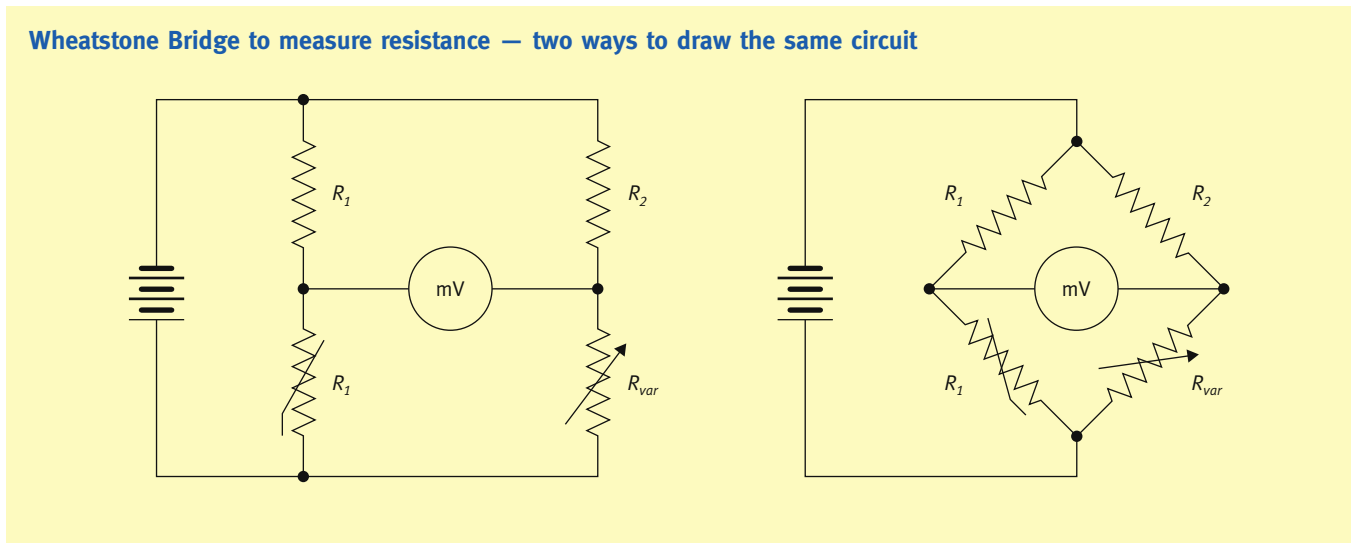 Wheatstone Bridge to measure resistance — two ways to draw the same circuit
R1
R2
mV
R1
Rvar
R1
R2
mV
R1
Rvar